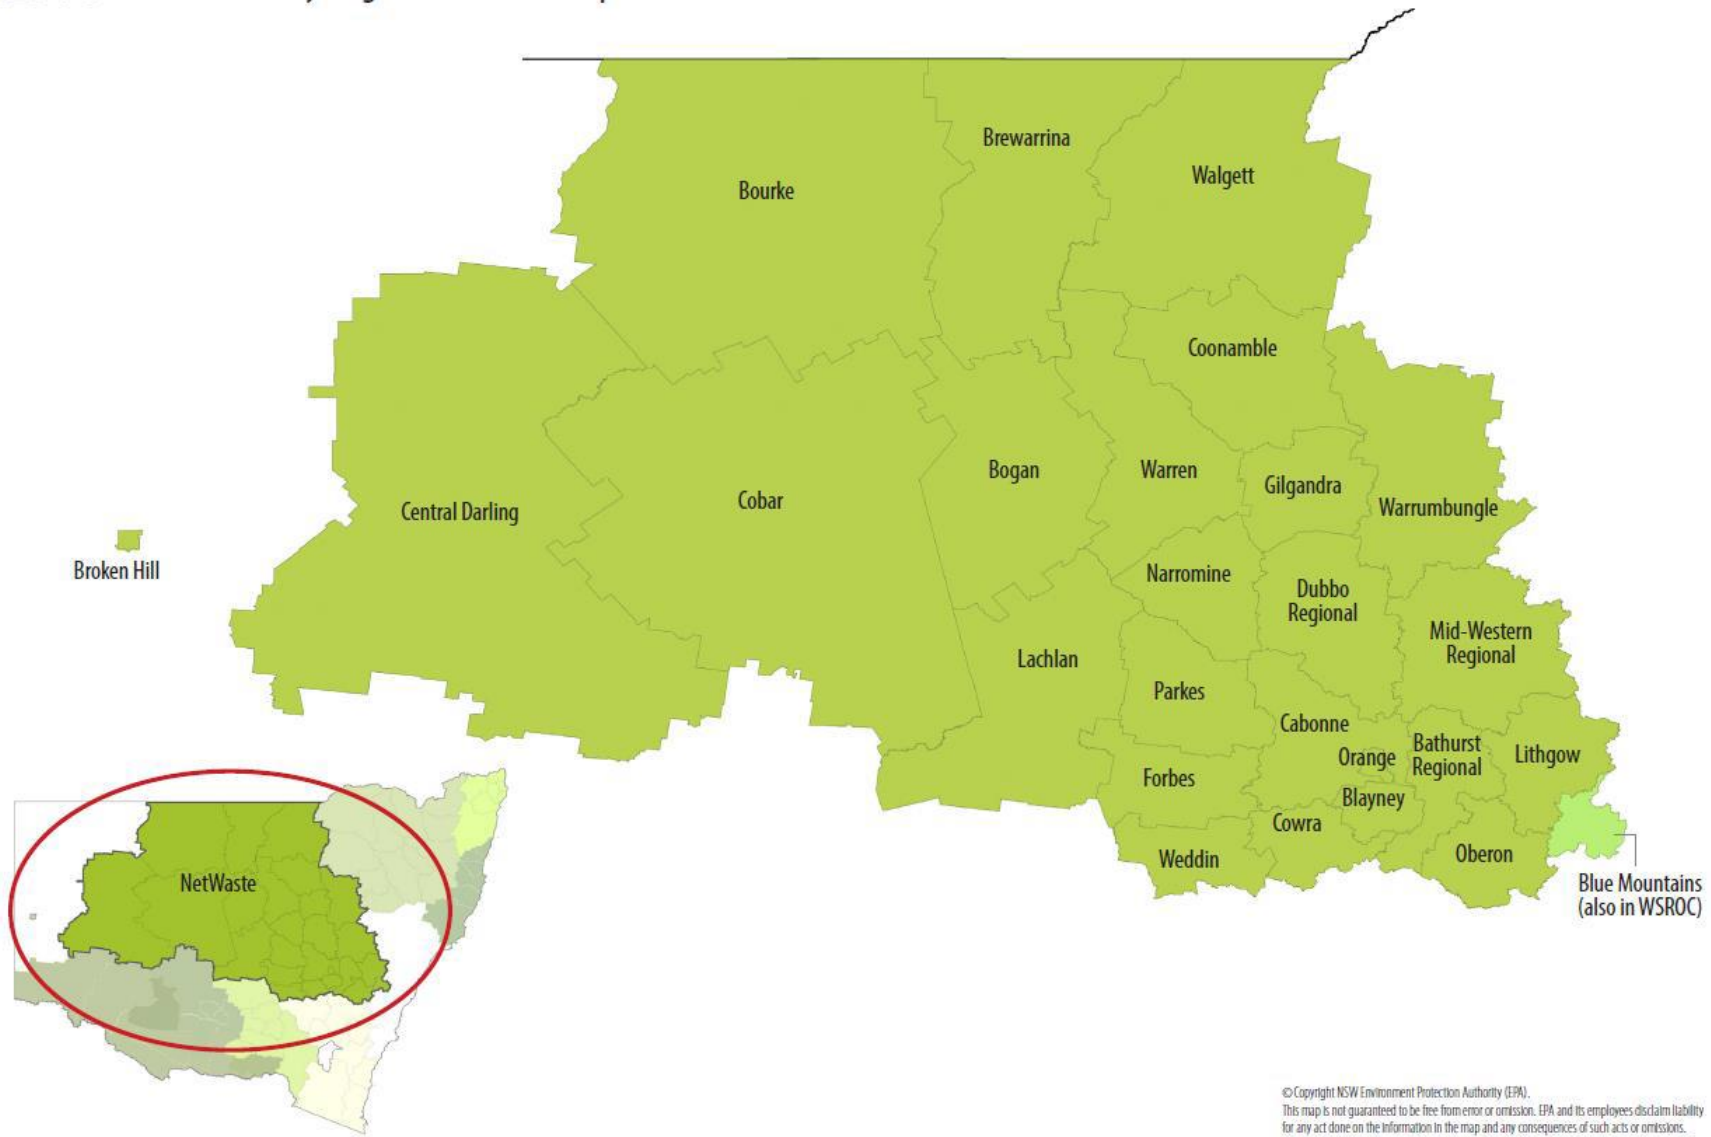 Brewarrina
Walgett
Bourke
Coonamble
Bogan
Warren
Gilgandra
Cobar
Warrumbungle
Central Darling
Broken Hill
Narromine
Dubbo
Regional
Mid-Western
Regional
Lachlan
Parkes
Cabonne
Orange
Bathurst
Regional
Lithgow
Forbes
Blayney
Cowra
Weddin
Oberon
Blue Mountains
(also in WSROC)
NetWaste
© Copyright NSW Environment Protection Authority (EPA).
This map is not guaranteed to be free from error or omission. EPA and its employees disclaim liability
for any act done on the information in the map and any consequences of such acts or omissions.